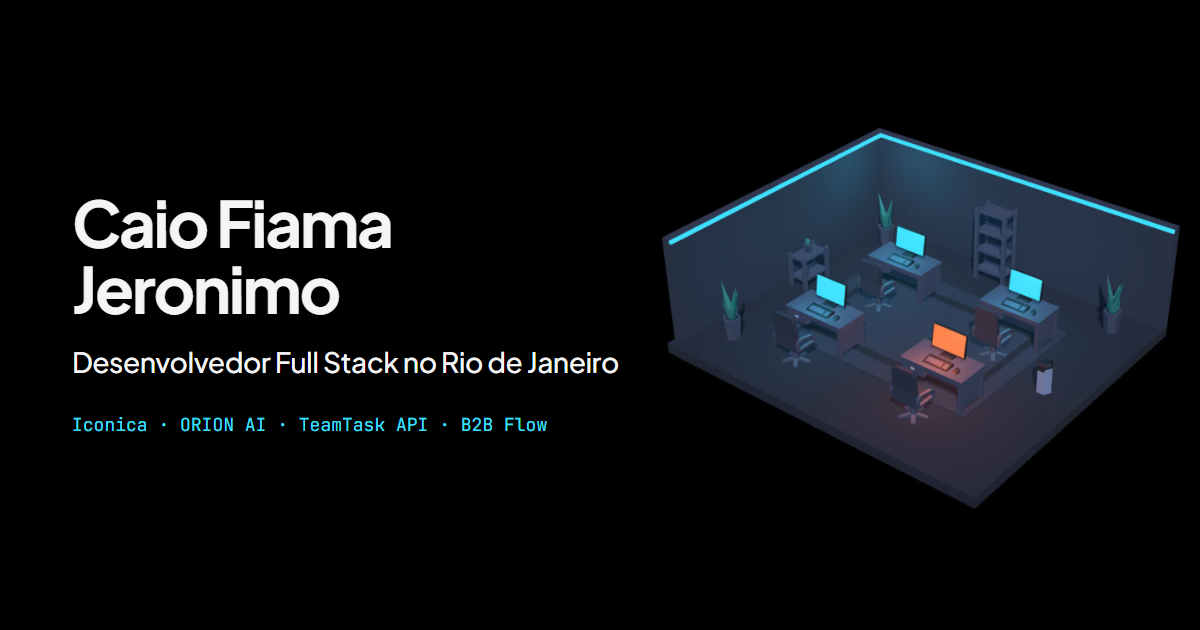 Caio Fiama
Jeronimo
Desenvolvedor Full Stack no Rio de Janeiro
Iconica · ORION AI · TeamTask API · B2B Flow